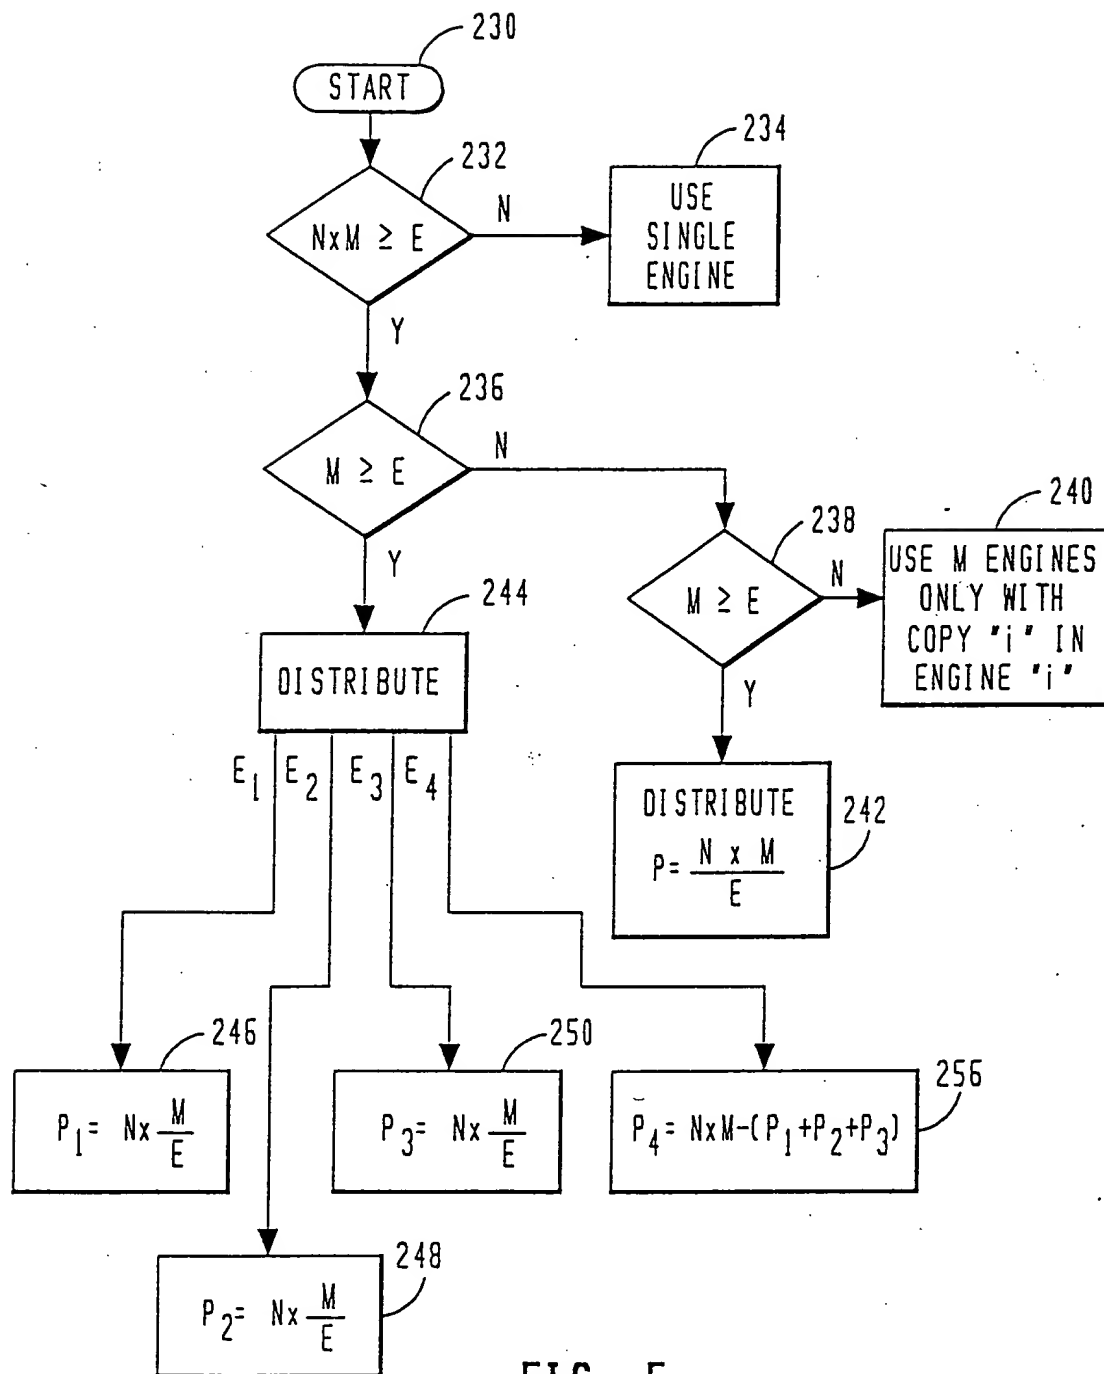 230
START
232
N×M ≥ E
N
234
USE
SINGLE
ENGINE
Y
236
M ≥ E
N
Y
238
M ≥ E
N
240
USE M ENGINES
ONLY WITH
COPY "i" IN
ENGINE "i"
Y
244
DISTRIBUTE
E1 E2 E3 E4
242
DISTRIBUTE
P= N x M
E
246
P1= N× M
E
250
P3= N× M
E
256
P4= N×M-(P1+P2+P3)
248
P2= N× M
E